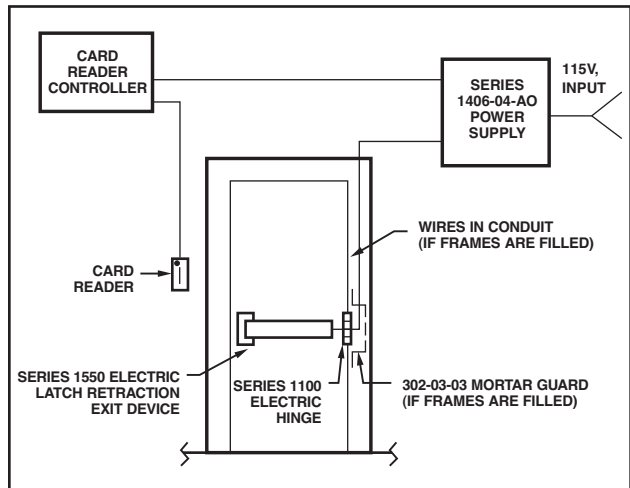 CARD
READER
CONTROLLER
SERIES
1406-04-AO
POWER
SUPPLY
115V,
INPUT
WIRES IN CONDUIT
(IF FRAMES ARE FILLED)
CARD
READER
SERIES 1550 ELECTRIC
LATCH RETRACTION
EXIT DEVICE
SERIES 1100
ELECTRIC
HINGE
302-03-03 MORTAR GUARD
(IF FRAMES ARE FILLED)